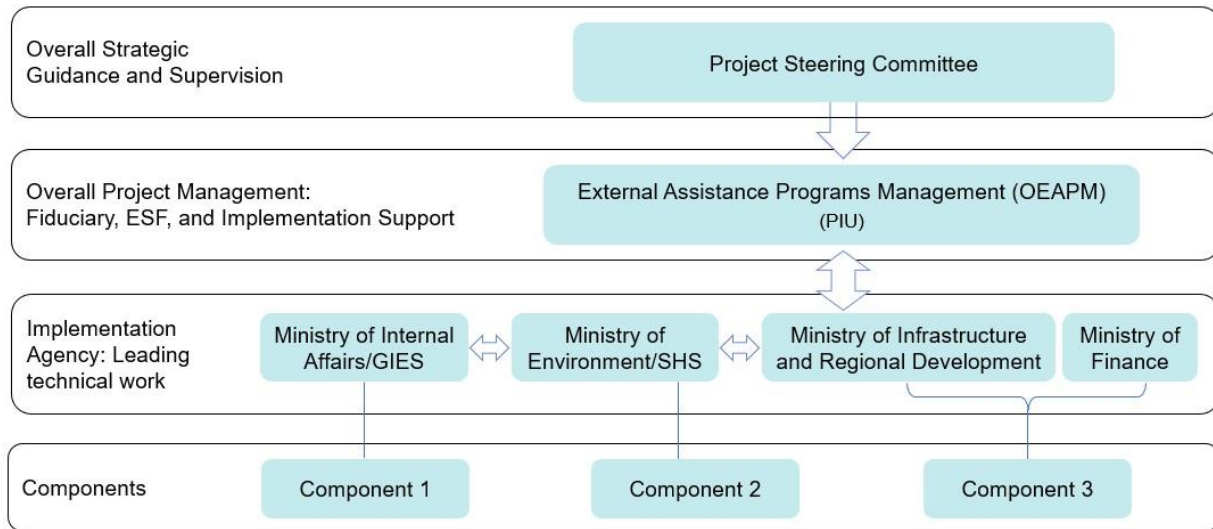 Overall Strategic
Guidance and Supervision
Project Steering Committee
Overall Project Management:
Fiduciary, ESF, and Implementation Support
External Assistance Programs Management (OEAPM)
(PIU)
Implementation
Agency: Leading
technical work
Ministry of Internal
Affairs/GIES
Ministry of
Environment/SHS
Ministry of Infrastructure
and Regional Development
Ministry of
Finance
Components
Component 1
Component 2
Component 3